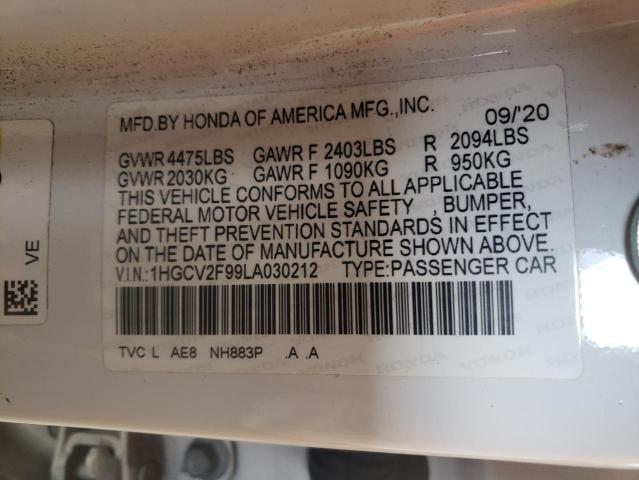 MFD.BY HONDA OF AMERICA MFG.,INC. 09/'20
GVWR 4475LBS GAWR F 2403LBS R 2094LBS
GVWR 2030KG GAWR F 1090KG R 950KG
THIS VEHICLE CONFORMS TO ALL APPLICABLE
FEDERAL MOTOR VEHICLE SAFETY , BUMPER,
AND THEFT PREVENTION STANDARDS IN EFFECT
ON THE DATE OF MANUFACTURE SHOWN ABOVE.
V.I.N.:1HGCV2F99LA030212 TYPE:PASSENGER CAR
TVC L AE8 NH883P .A .A
VE